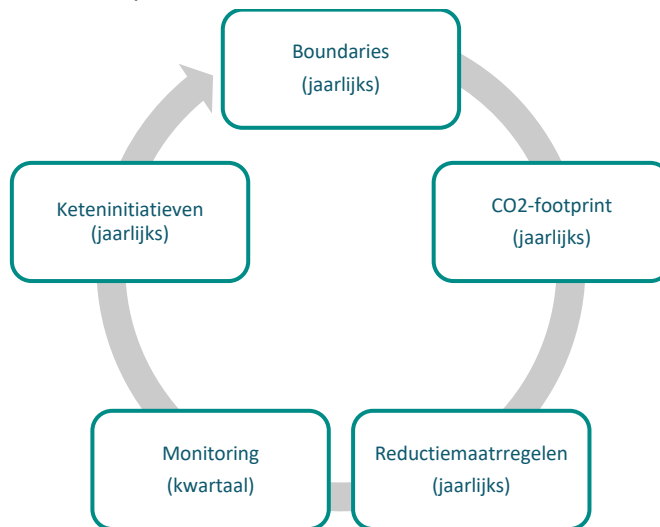 Boundaries
(jaarlijks)
CO2-footprint
(jaarlijks)
Reductiemaatrregelen
(jaarlijks)
Monitoring
(kwartaal)
Keteninitiatieven
(jaarlijks)